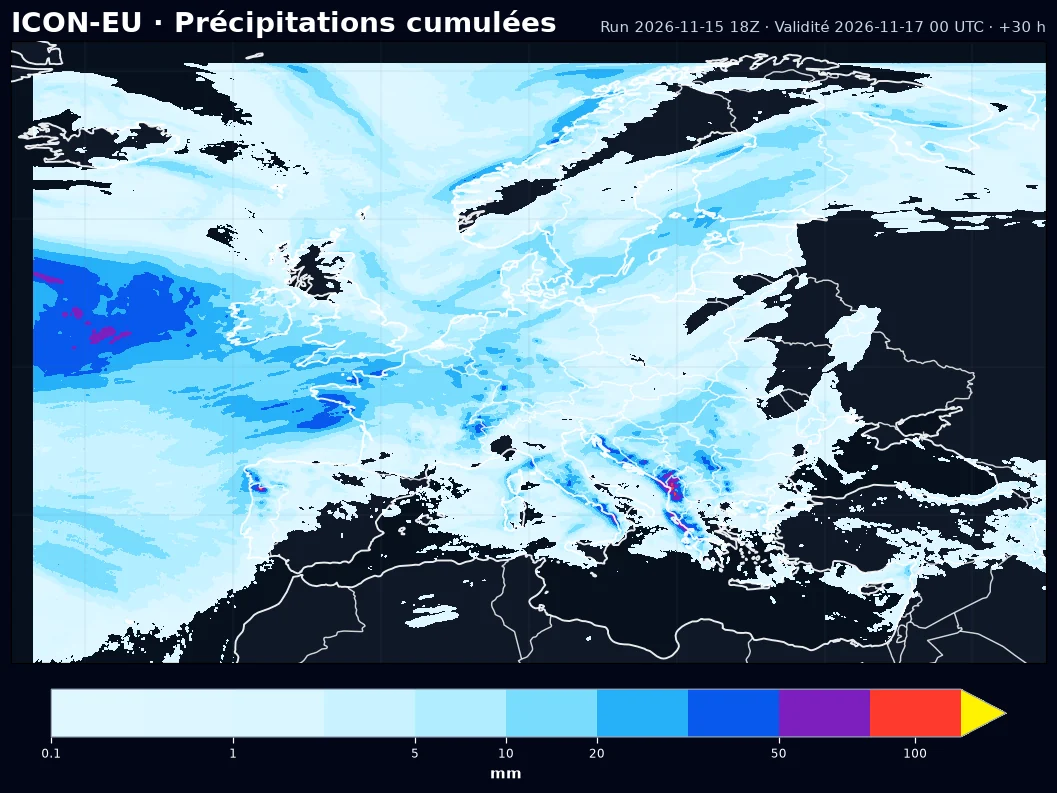 ICON-EU · Précipitations cumulées
Run 2026-11-15 18Z · Validité 2026-11-17 00 UTC · +30 h
0.1 1 5 10 20 50 100
mm